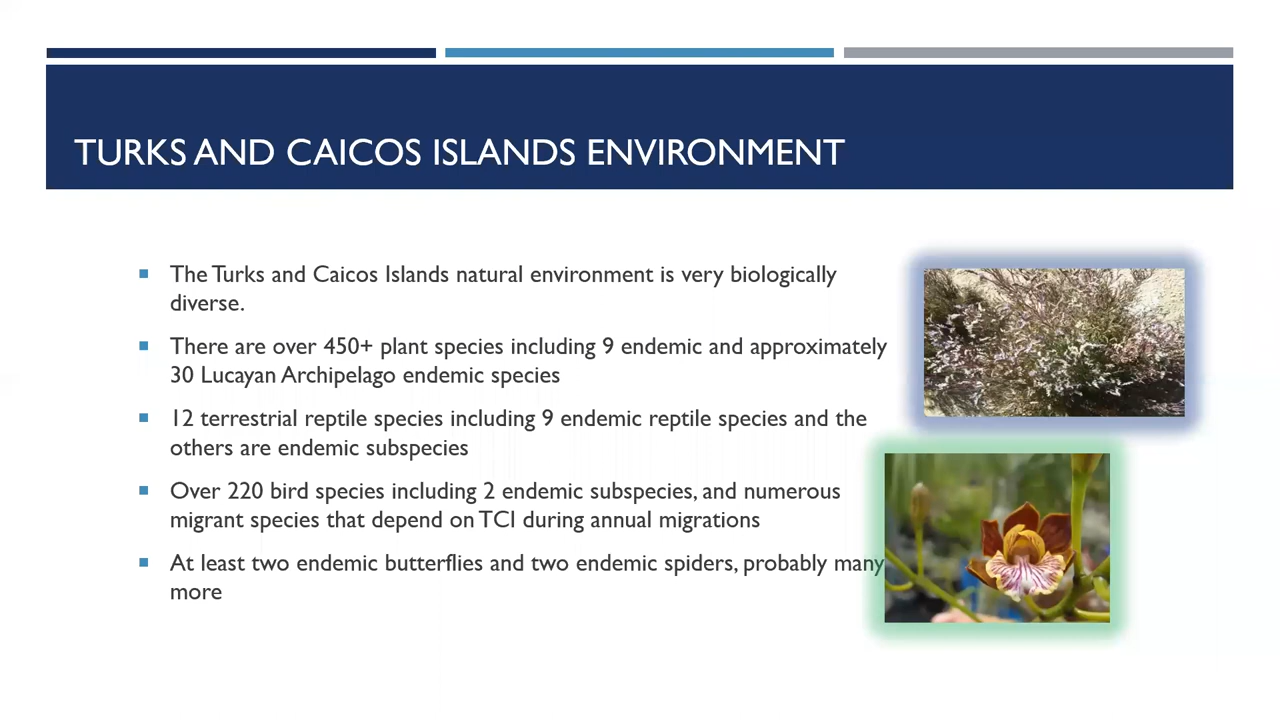 TURKS AND CAICOS ISLANDS ENVIRONMENT
The Turks and Caicos Islands natural environment is very biologically
diverse.
There are over 450+ plant species including 9 endemic and approximately
30 Lucayan Archipelago endemic species
12 terrestrial reptile species including 9 endemic reptile species and the
others are endemic subspecies
Over 220 bird species including 2 endemic subspecies, and numerous
migrant species that depend on TCI during annual migrations
At least two endemic butterflies and two endemic spiders, probably many
more